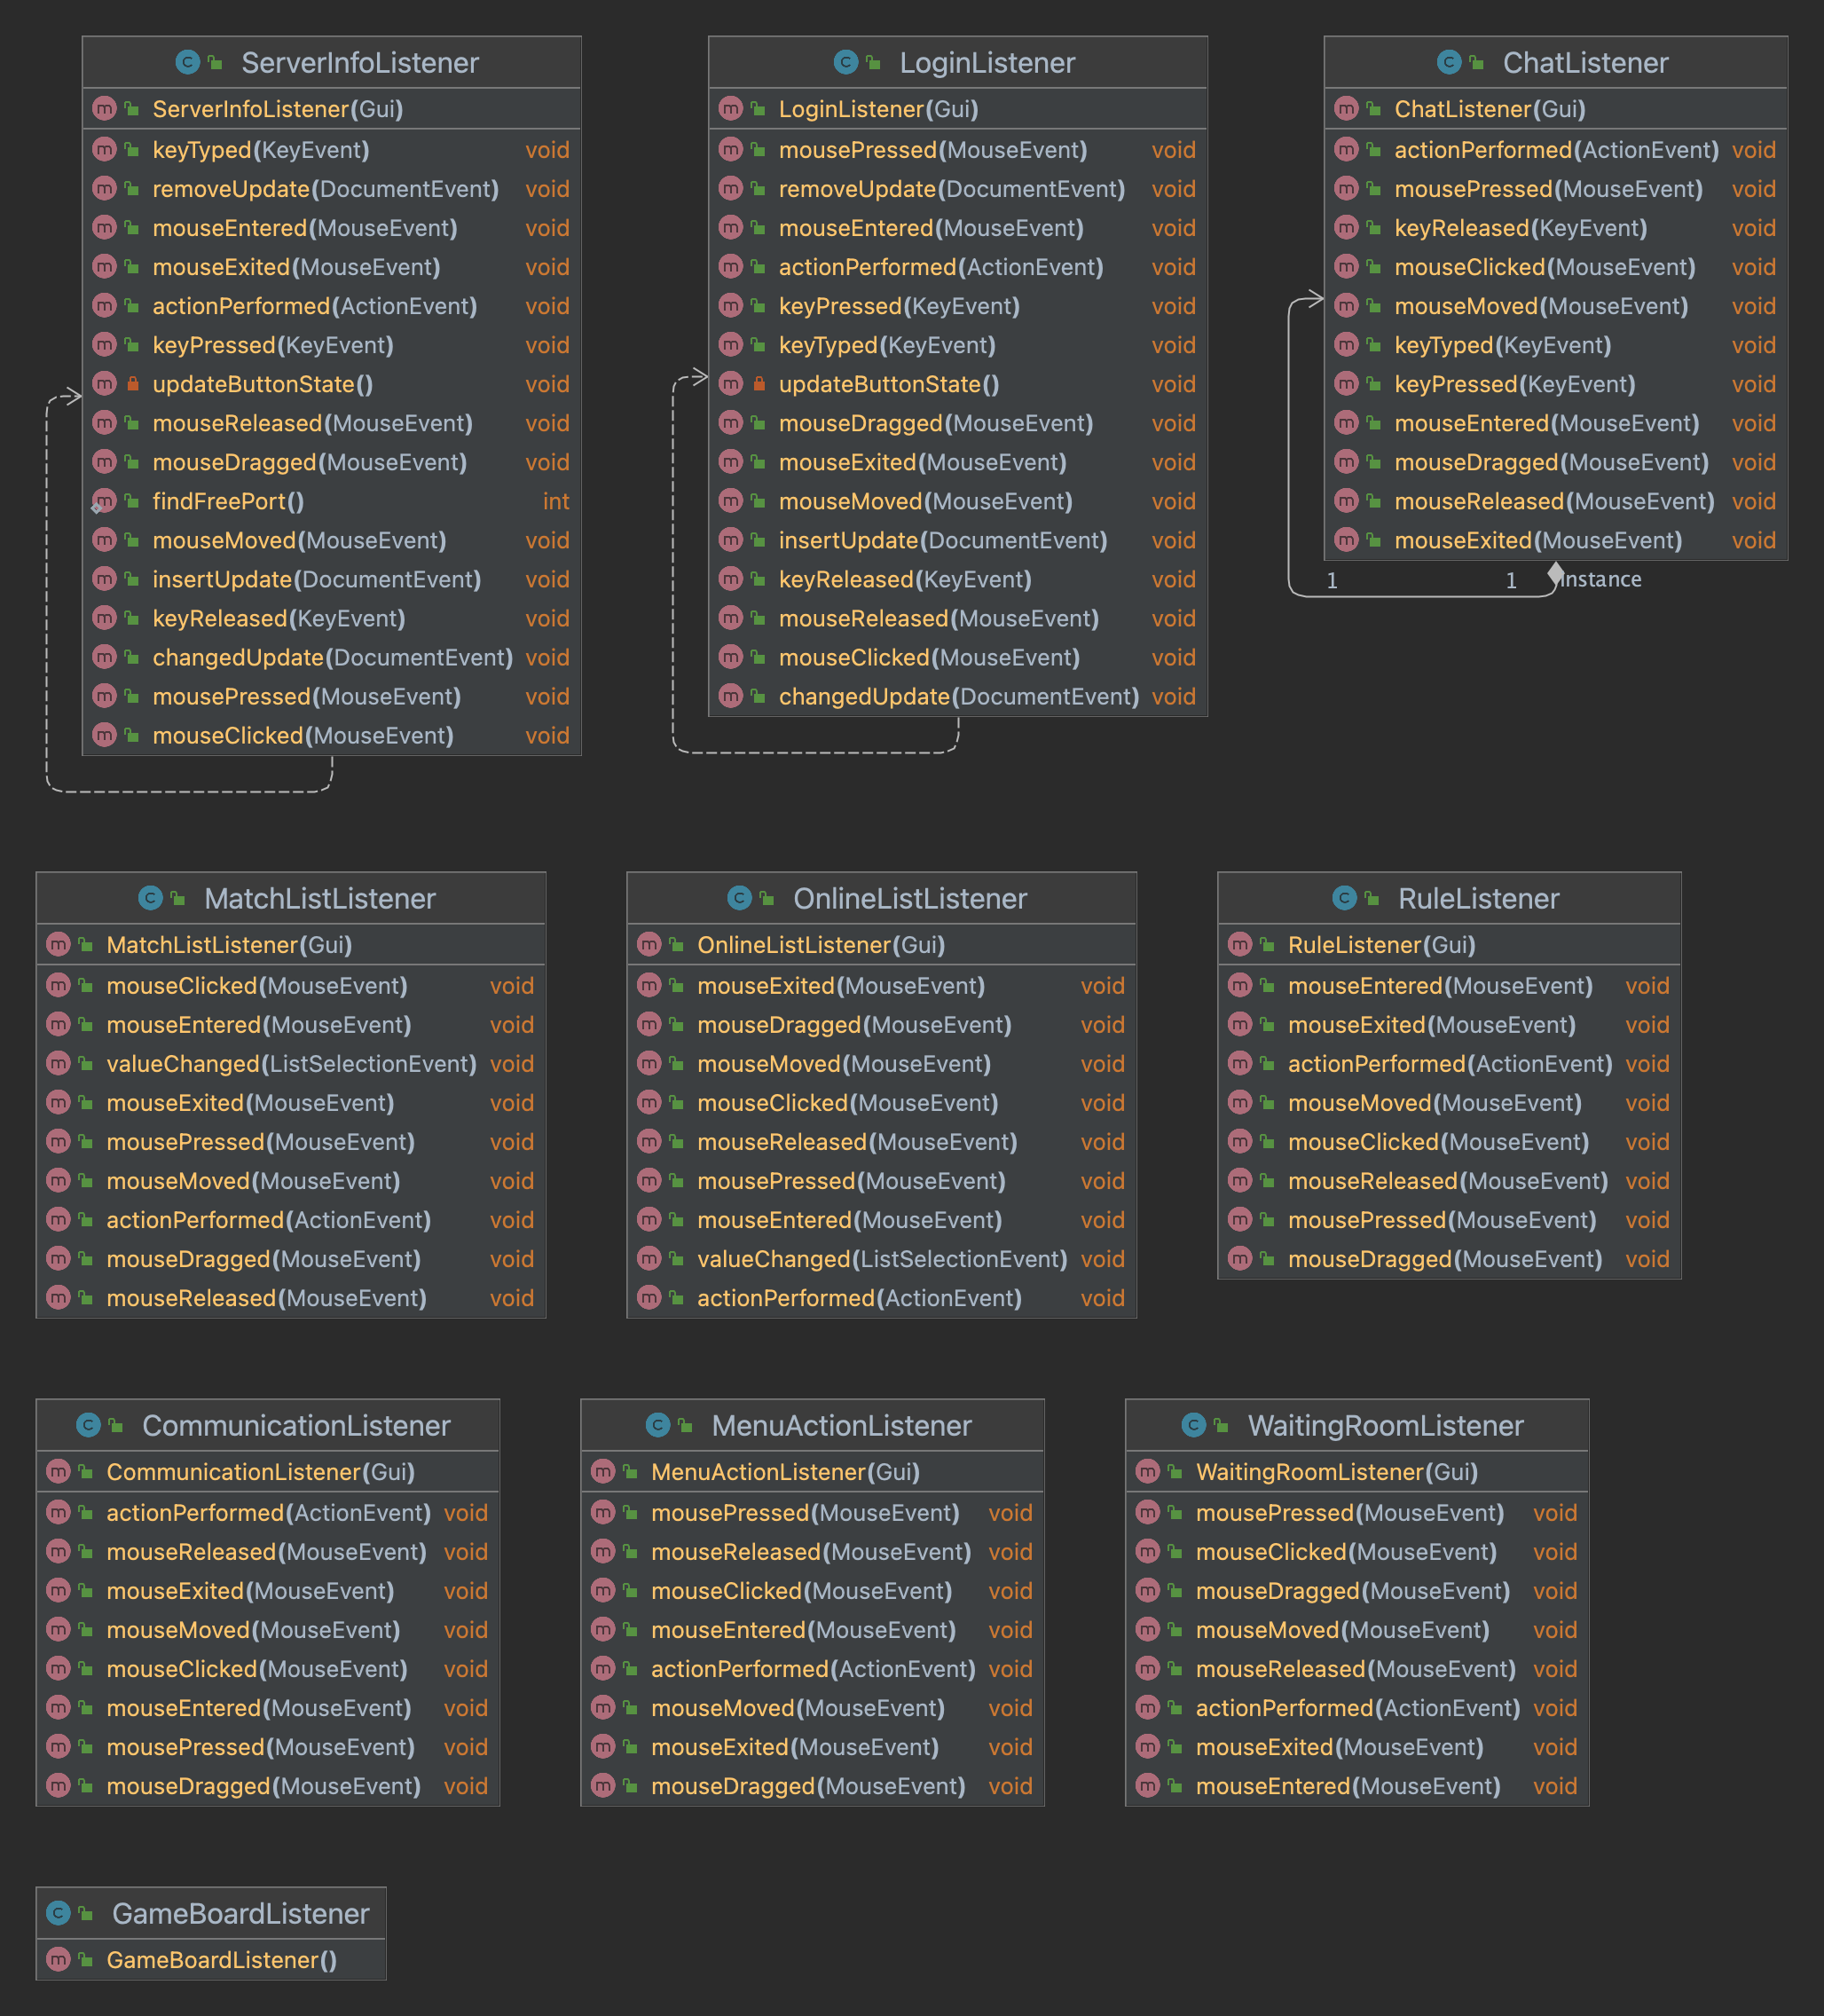 ServerInfoListener
ServerInfoListener(Gui)
keyTyped(KeyEvent) void
removeUpdate(DocumentEvent) void
mouseEntered(MouseEvent) void
mouseExited(MouseEvent) void
actionPerformed(ActionEvent) void
keyPressed(KeyEvent) void
updateButtonState() void
mouseReleased(MouseEvent) void
mouseDragged(MouseEvent) void
findFreePort() int
mouseMoved(MouseEvent) void
insertUpdate(DocumentEvent) void
keyReleased(KeyEvent) void
changedUpdate(DocumentEvent) void
mousePressed(MouseEvent) void
mouseClicked(MouseEvent) void
LoginListener
LoginListener(Gui)
mousePressed(MouseEvent) void
removeUpdate(DocumentEvent) void
mouseEntered(MouseEvent) void
actionPerformed(ActionEvent) void
keyPressed(KeyEvent) void
keyTyped(KeyEvent) void
updateButtonState() void
mouseDragged(MouseEvent) void
mouseExited(MouseEvent) void
mouseMoved(MouseEvent) void
insertUpdate(DocumentEvent) void
keyReleased(KeyEvent) void
mouseReleased(MouseEvent) void
mouseClicked(MouseEvent) void
changedUpdate(DocumentEvent) void
ChatListener
ChatListener(Gui)
actionPerformed(ActionEvent) void
mousePressed(MouseEvent) void
keyReleased(KeyEvent) void
mouseClicked(MouseEvent) void
mouseMoved(MouseEvent) void
keyTyped(KeyEvent) void
keyPressed(KeyEvent) void
mouseEntered(MouseEvent) void
mouseDragged(MouseEvent) void
mouseReleased(MouseEvent) void
mouseExited(MouseEvent) void
1 1 instance
MatchListListener
MatchListListener(Gui)
mouseClicked(MouseEvent) void
mouseEntered(MouseEvent) void
valueChanged(ListSelectionEvent) void
mouseExited(MouseEvent) void
mousePressed(MouseEvent) void
mouseMoved(MouseEvent) void
actionPerformed(ActionEvent) void
mouseDragged(MouseEvent) void
mouseReleased(MouseEvent) void
OnlineListListener
OnlineListListener(Gui)
mouseExited(MouseEvent) void
mouseDragged(MouseEvent) void
mouseMoved(MouseEvent) void
mouseClicked(MouseEvent) void
mouseReleased(MouseEvent) void
mousePressed(MouseEvent) void
mouseEntered(MouseEvent) void
valueChanged(ListSelectionEvent) void
actionPerformed(ActionEvent) void
RuleListener
RuleListener(Gui)
mouseEntered(MouseEvent) void
mouseExited(MouseEvent) void
actionPerformed(ActionEvent) void
mouseMoved(MouseEvent) void
mouseClicked(MouseEvent) void
mouseReleased(MouseEvent) void
mousePressed(MouseEvent) void
mouseDragged(MouseEvent) void
CommunicationListener
CommunicationListener(Gui)
actionPerformed(ActionEvent) void
mouseReleased(MouseEvent) void
mouseExited(MouseEvent) void
mouseMoved(MouseEvent) void
mouseClicked(MouseEvent) void
mouseEntered(MouseEvent) void
mousePressed(MouseEvent) void
mouseDragged(MouseEvent) void
MenuActionListener
MenuActionListener(Gui)
mousePressed(MouseEvent) void
mouseReleased(MouseEvent) void
mouseClicked(MouseEvent) void
mouseEntered(MouseEvent) void
actionPerformed(ActionEvent) void
mouseMoved(MouseEvent) void
mouseExited(MouseEvent) void
mouseDragged(MouseEvent) void
WaitingRoomListener
WaitingRoomListener(Gui)
mousePressed(MouseEvent) void
mouseClicked(MouseEvent) void
mouseDragged(MouseEvent) void
mouseMoved(MouseEvent) void
mouseReleased(MouseEvent) void
actionPerformed(ActionEvent) void
mouseExited(MouseEvent) void
mouseEntered(MouseEvent) void
GameBoardListener
GameBoardListener()